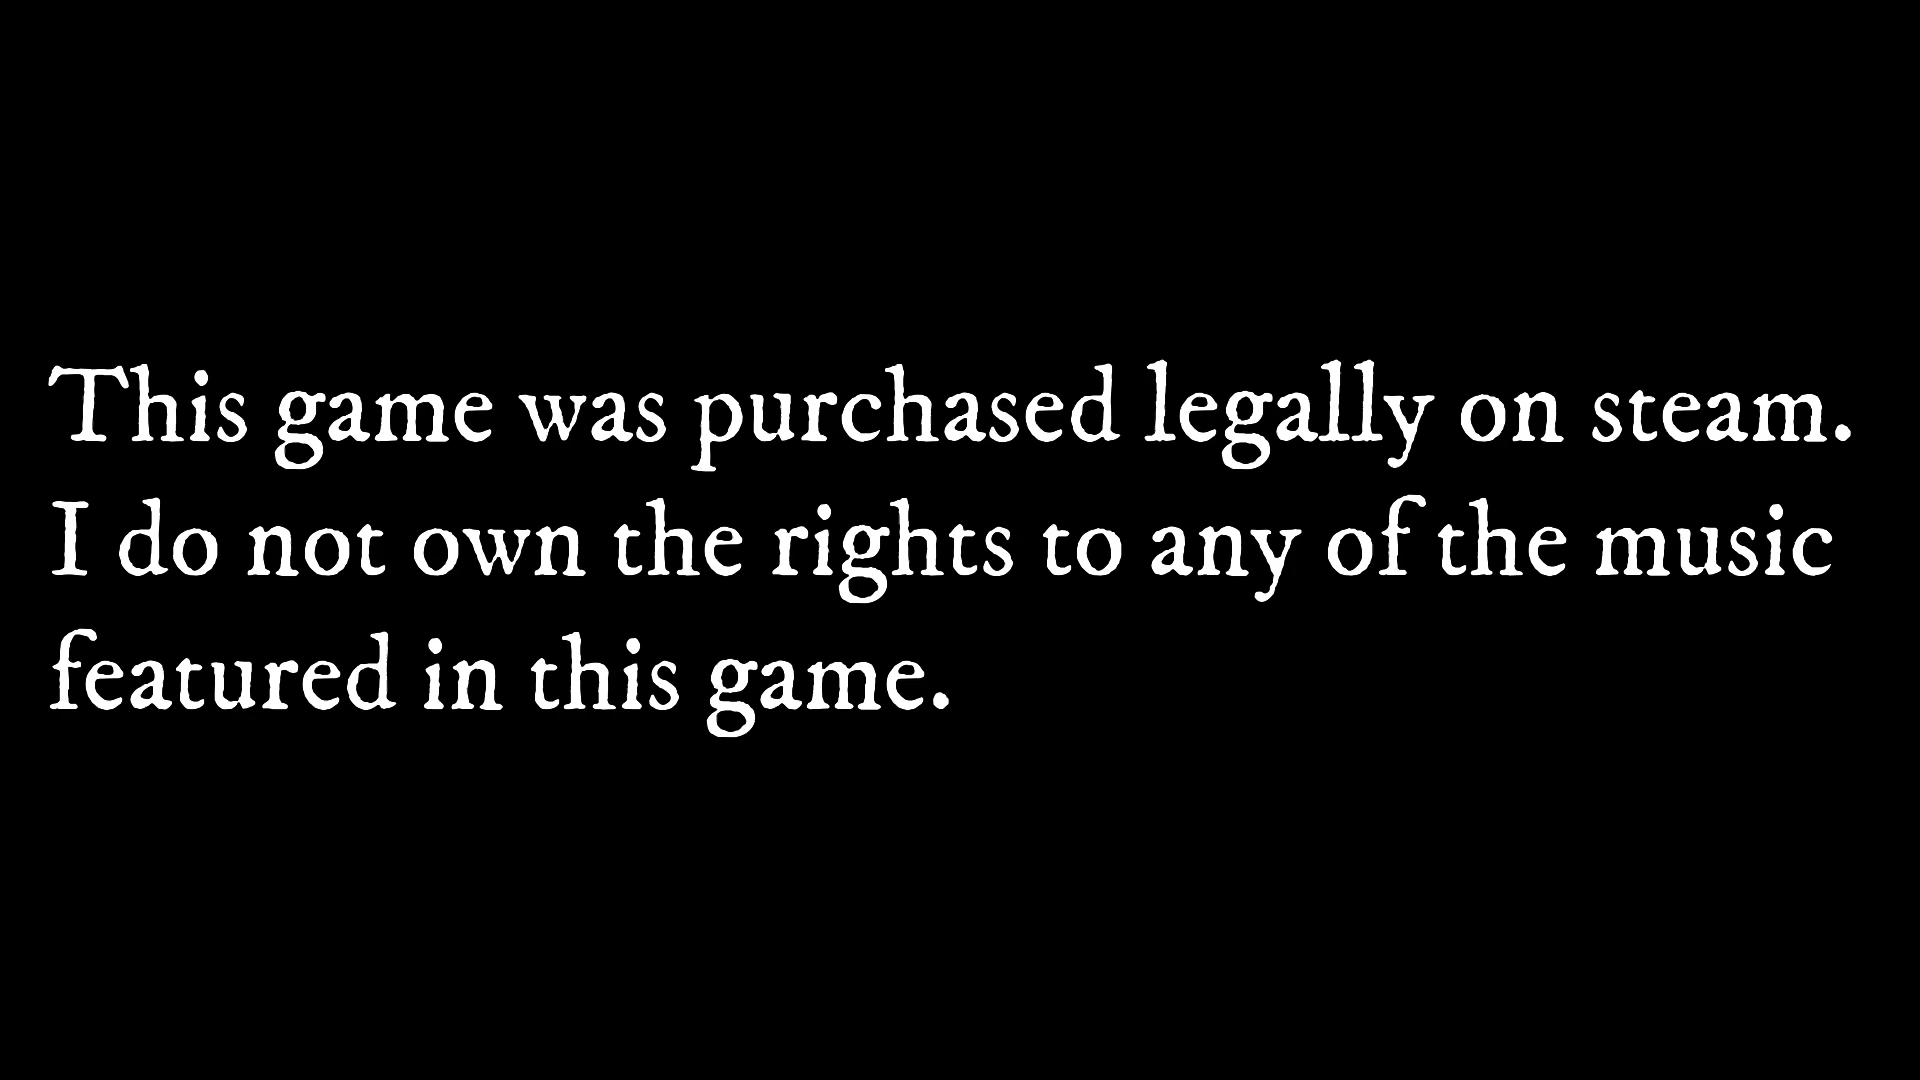 This game was purchased legally on steam.
I do not own the rights to any of the music
featured in this game.